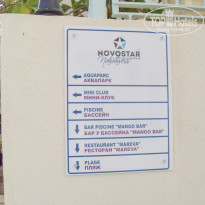 NOVOSTAR
Nahrawess
AQUAPARC
АКВАПАРК
MINI CLUB
МИНИ-КЛУБ
PISCINE
БАССЕЙН
BAR PISCINE "MANGO BAR"
БАР У БАССЕЙНА "MANGO BAR"
RESTAURANT "MAREVA"
РЕСТОРАН "MAREVA"
PLAGE
ПЛЯЖ